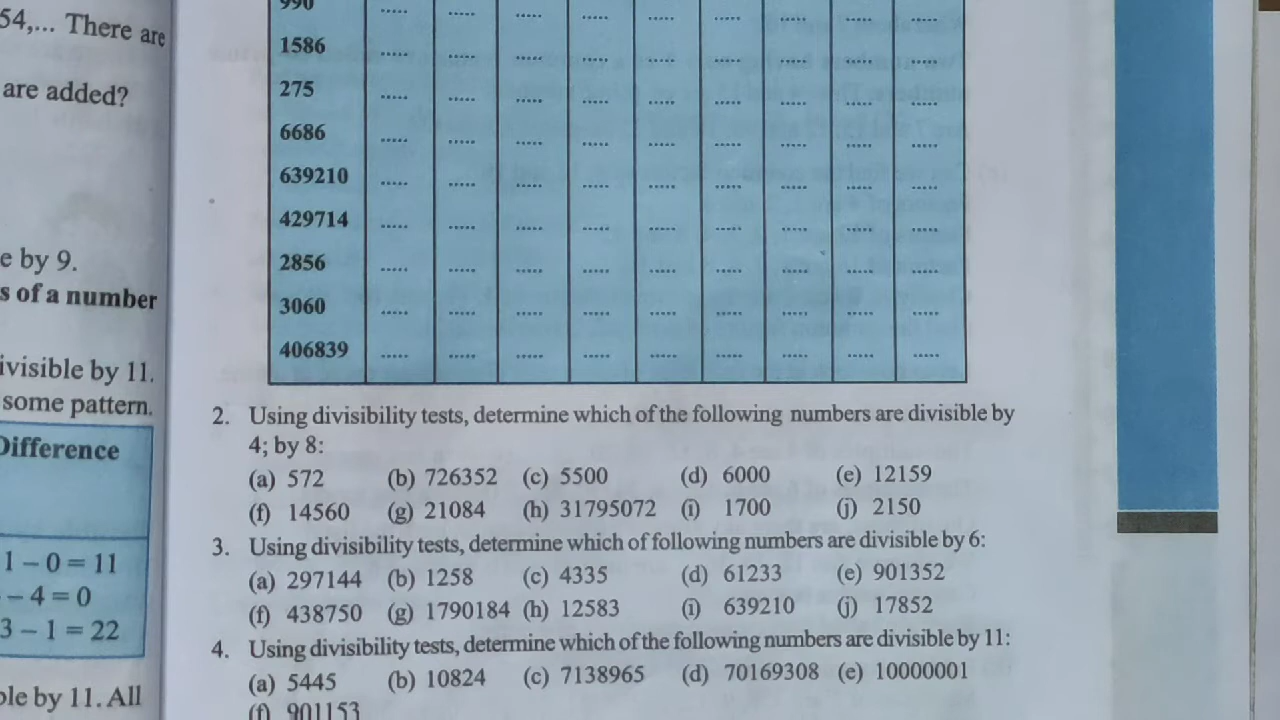 54,... There are
are added?
e by 9.
s of a number
ivisible by 11.
some pattern.
Difference
1 – 0 = 11
– 4 = 0
3 – 1 = 22
ble by 11. All
990 ..... ..... ..... ..... ..... ..... ..... ..... .....
1586 ..... ..... ..... ..... ..... ..... ..... ..... .....
275 ..... ..... ..... ..... ..... ..... ..... ..... .....
6686 ..... ..... ..... ..... ..... ..... ..... ..... .....
639210 ..... ..... ..... ..... ..... ..... ..... ..... .....
429714 ..... ..... ..... ..... ..... ..... ..... ..... .....
2856 ..... ..... ..... ..... ..... ..... ..... ..... .....
3060 ..... ..... ..... ..... ..... ..... ..... ..... .....
406839 ..... ..... ..... ..... ..... ..... ..... ..... .....
2. Using divisibility tests, determine which of the following numbers are divisible by
4; by 8:
(a) 572 (b) 726352 (c) 5500 (d) 6000 (e) 12159
(f) 14560 (g) 21084 (h) 31795072 (i) 1700 (j) 2150
3. Using divisibility tests, determine which of following numbers are divisible by 6:
(a) 297144 (b) 1258 (c) 4335 (d) 61233 (e) 901352
(f) 438750 (g) 1790184 (h) 12583 (i) 639210 (j) 17852
4. Using divisibility tests, determine which of the following numbers are divisible by 11:
(a) 5445 (b) 10824 (c) 7138965 (d) 70169308 (e) 10000001
(f) 901153